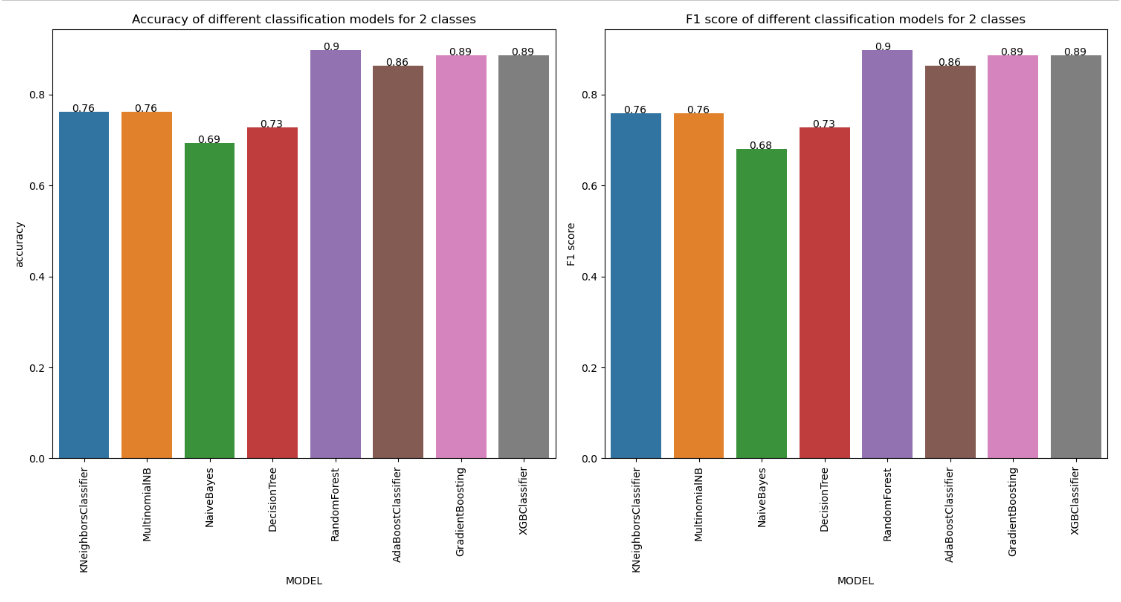 Accuracy of different classification models for 2 classes
0.76
0.76
0.69
0.73
0.9
0.86
0.89
0.89
0.8
0.6
0.4
0.2
0.0
accuracy
KNeighborsClassifier
MultinomialNB
NaiveBayes
DecisionTree
RandomForest
AdaBoostClassifier
GradientBoosting
XGBClassifier
MODEL
F1 score of different classification models for 2 classes
0.76
0.76
0.68
0.73
0.9
0.86
0.89
0.89
0.8
0.6
0.4
0.2
0.0
F1 score
KNeighborsClassifier
MultinomialNB
NaiveBayes
DecisionTree
RandomForest
AdaBoostClassifier
GradientBoosting
XGBClassifier
MODEL